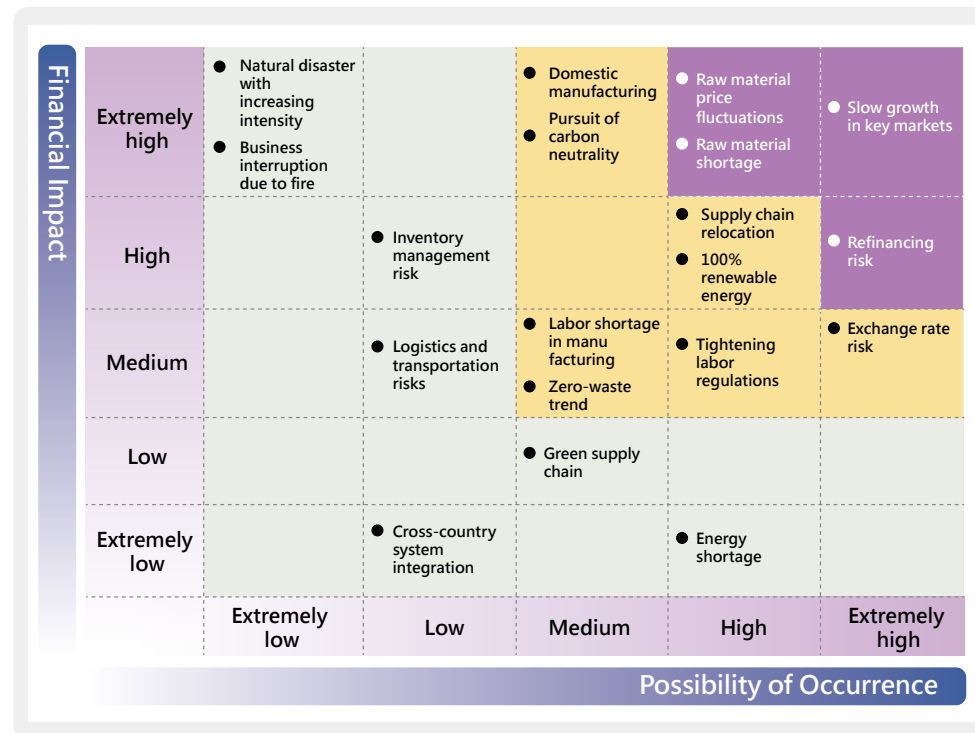 Financial Impact
Extremely
high
Natural disaster
with
increasing
intensity
Business
interruption
due to fire
Domestic
manufacturing
Pursuit of
carbon
neutrality
Raw material
price
fluctuations
Raw material
shortage
Slow growth
in key markets
High
Inventory
management
risk
Supply chain
relocation
100%
renewable
energy
Refinancing
risk
Medium
Logistics and
transportation
risks
Labor shortage
in manu
facturing
Zero-waste
trend
Tightening
labor
regulations
Exchange rate
risk
Low
Green supply
chain
Extremely
low
Cross-country
system
integration
Energy
shortage
Extremely
low
Low
Medium
High
Extremely
high
Possibility of Occurrence